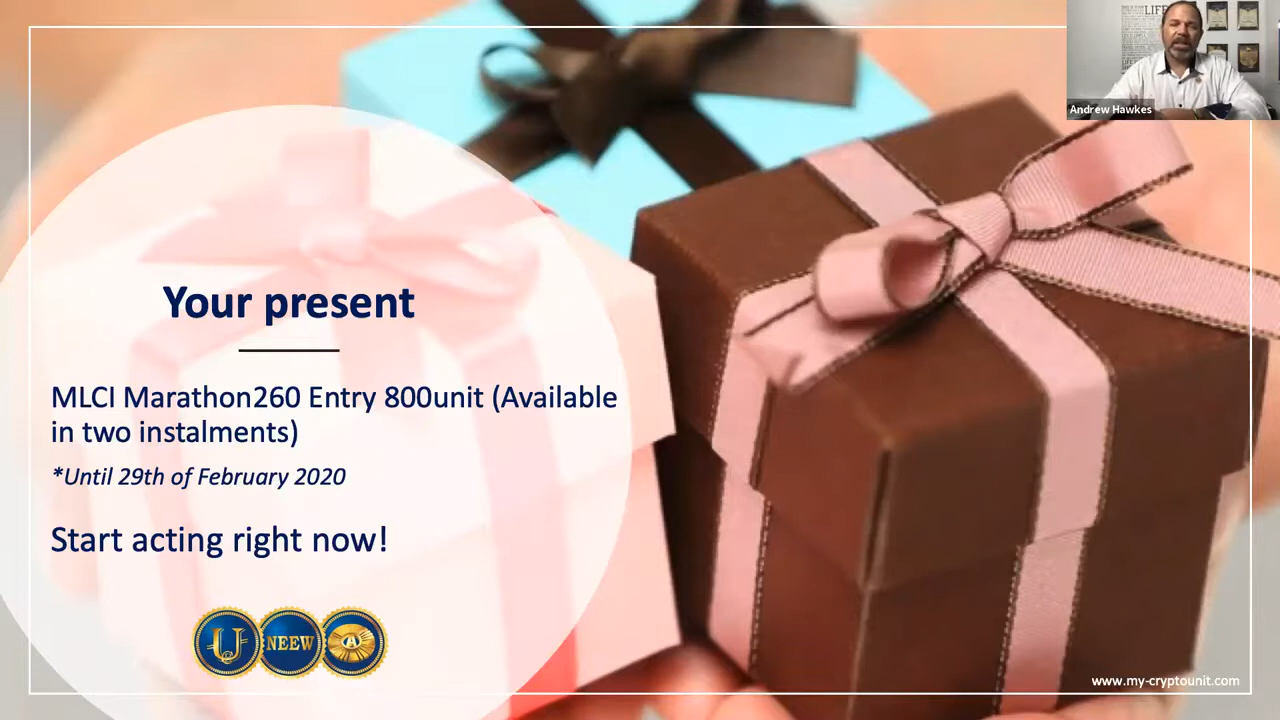 LIFE
Andrew Hawkes
Your present
MLCI Marathon260 Entry 800unit (Available
in two instalments)
*Until 29th of February 2020
Start acting right now!
U NEEW A
www.my-cryptounit.com